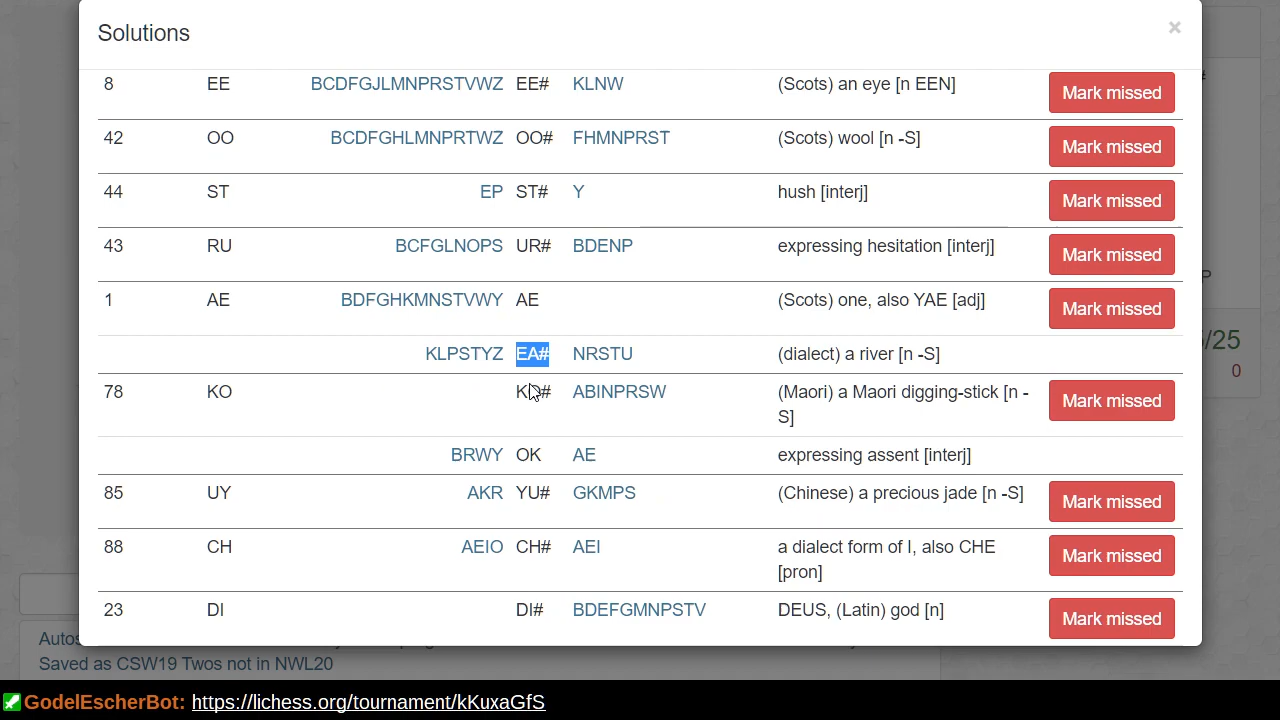 Solutions ×
8 EE BCDFGJLMNPRSTVWZ EE# KLNW (Scots) an eye [n EEN] Mark missed
42 OO BCDFGHLMNPRTWZ OO# FHMNPRST (Scots) wool [n -S] Mark missed
44 ST EP ST# Y hush [interj] Mark missed
43 RU BCFGLNOPS UR# BDENP expressing hesitation [interj] Mark missed
1 AE BDFGHKMNSTVWY AE (Scots) one, also YAE [adj] Mark missed
KLPSTYZ EA# NRSTU (dialect) a river [n -S]
78 KO KO# ABINPRSW (Maori) a Maori digging-stick [n -
S] Mark missed
BRWY OK AE expressing assent [interj]
85 UY AKR YU# GKMPS (Chinese) a precious jade [n -S] Mark missed
88 CH AEIO CH# AEI a dialect form of I, also CHE
[pron] Mark missed
23 DI DI# BDEFGMNPSTV DEUS, (Latin) god [n] Mark missed
/25
0
Saved as CSW19 Twos not in NWL20
GodelEscherBot: https://lichess.org/tournament/kKuxaGfS